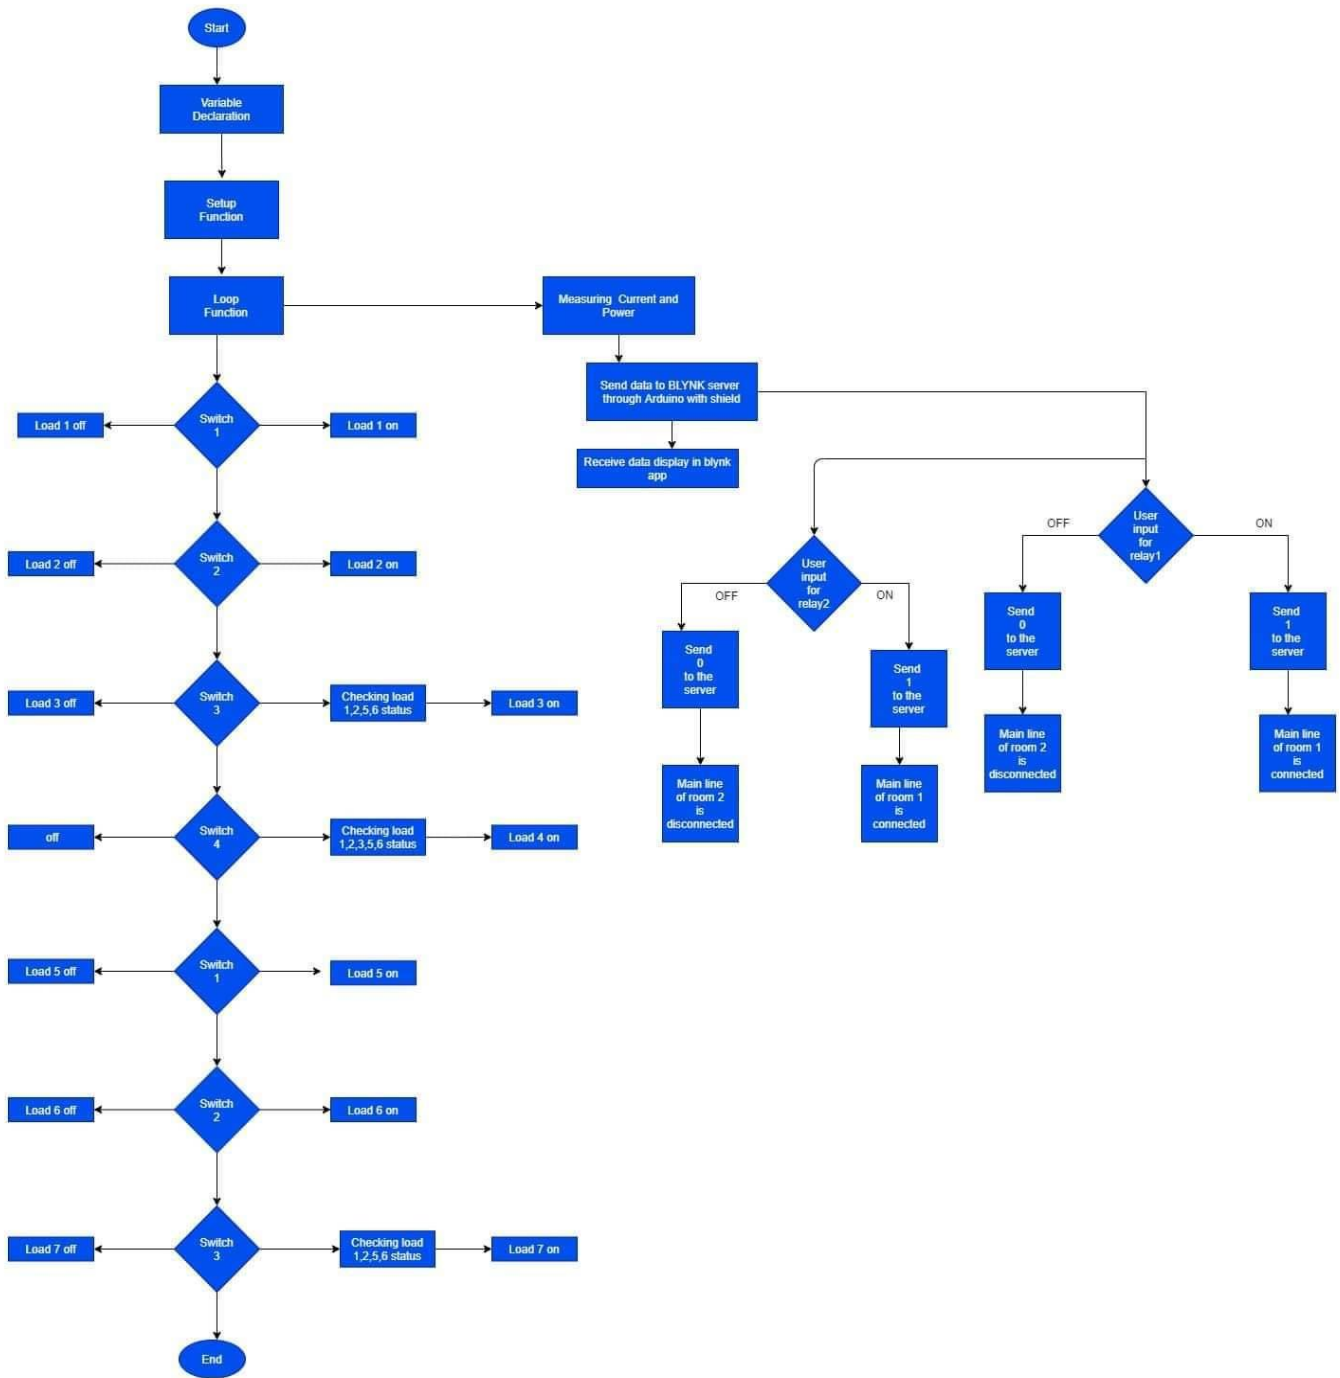 Start
Variable
Declaration
Setup
Function
Loop
Function
Measuring Current and
Power
Send data to BLYNK server
through Arduino with shield
Receive data display in blynk
app
Load 1 off
Switch
1
Load 1 on
Load 2 off
Switch
2
Load 2 on
Load 3 off
Switch
3
Checking load
1,2,5,6 status
Load 3 on
off
Switch
4
Checking load
1,2,3,5,6 status
Load 4 on
Load 5 off
Switch
1
Load 5 on
Load 6 off
Switch
2
Load 6 on
Load 7 off
Switch
3
Checking load
1,2,5,6 status
Load 7 on
End
User
input
for
relay2
OFF
ON
Send
0
to the
server
Main line
of room 2
is
disconnected
Send
1
to the
server
Main line
of room 1
is
connected
User
input
for
relay1
OFF
ON
Send
0
to the
server
Main line
of room 2
is
disconnected
Send
1
to the
server
Main line
of room 1
is
connected